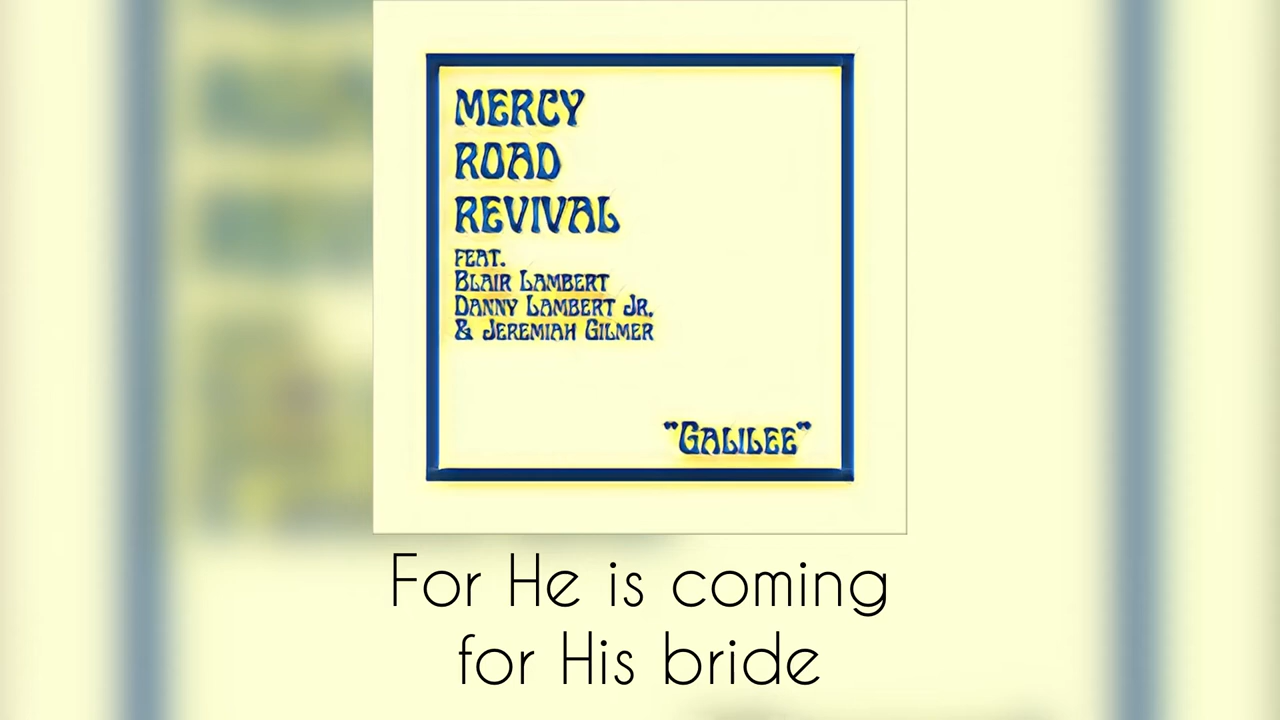 MERCY
ROAD
REVIVAL
FEAT.
BLAIR LAMBERT
DANNY LAMBERT JR.
& JEREMIAH GILMER
"GALILEE"
For He is coming
for His bride